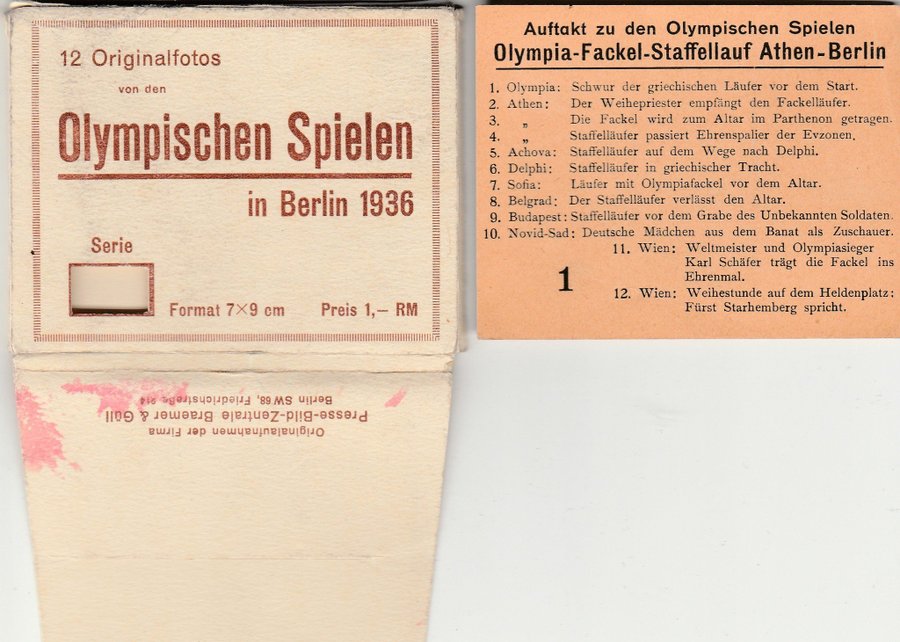 12 Originalfotos
von den
Olympischen Spielen
in Berlin 1936
Serie
Format 7×9 cm Preis 1,— RM
Originalaufnahmen der Firma
Presse-Bild-Zentrale Braemer & Güll
Berlin SW 68, Friedrichstraße 214
Auftakt zu den Olympischen Spielen
Olympia-Fackel-Staffellauf Athen-Berlin
1. Olympia: Schwur der griechischen Läufer vor dem Start.
2. Athen: Der Weihepriester empfängt den Fackelläufer.
3. „ Die Fackel wird zum Altar im Parthenon getragen.
4. „ Staffelläufer passiert Ehrenspalier der Evzonen.
5. Achova: Staffelläufer auf dem Wege nach Delphi.
6. Delphi: Staffelläufer in griechischer Tracht.
7. Sofia: Läufer mit Olympiafackel vor dem Altar.
8. Belgrad: Der Staffelläufer verlässt den Altar.
9. Budapest: Staffelläufer vor dem Grabe des Unbekannten Soldaten.
10. Novid-Sad: Deutsche Mädchen aus dem Banat als Zuschauer.
11. Wien: Weltmeister und Olympiasieger
Karl Schäfer trägt die Fackel ins
Ehrenmal.
12. Wien: Weihestunde auf dem Heldenplatz:
Fürst Starhemberg spricht.
1